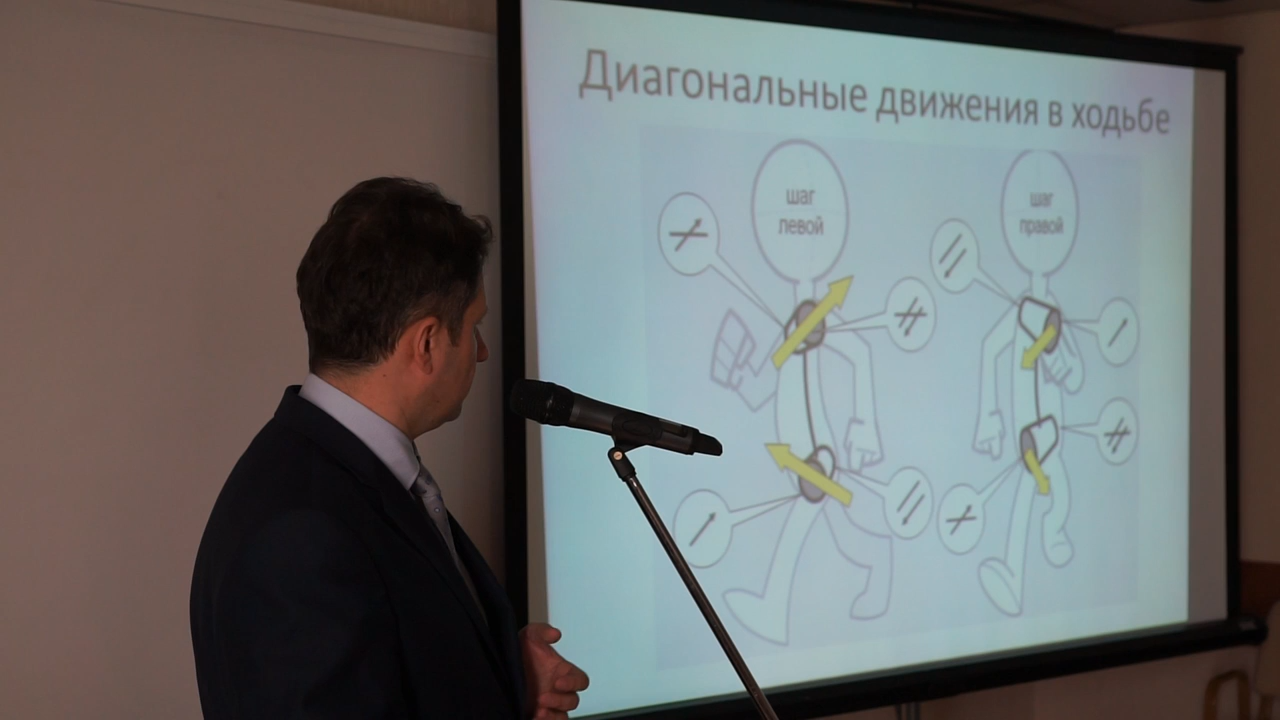 Диагональные движения в ходьбе
шаг
левой
шаг
правой